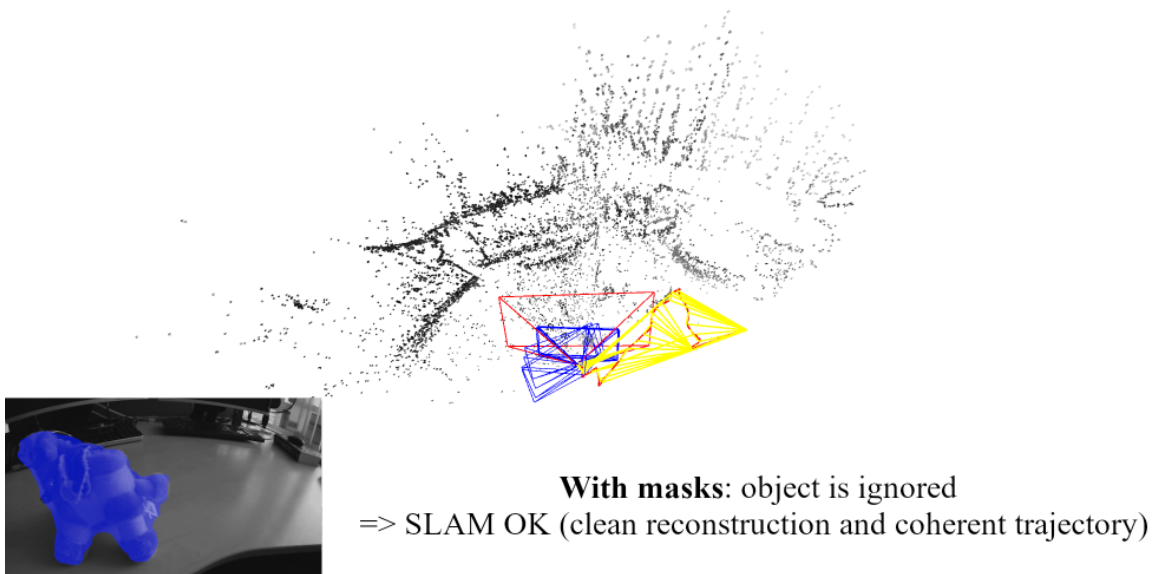 With masks: object is ignored
=> SLAM OK (clean reconstruction and coherent trajectory)